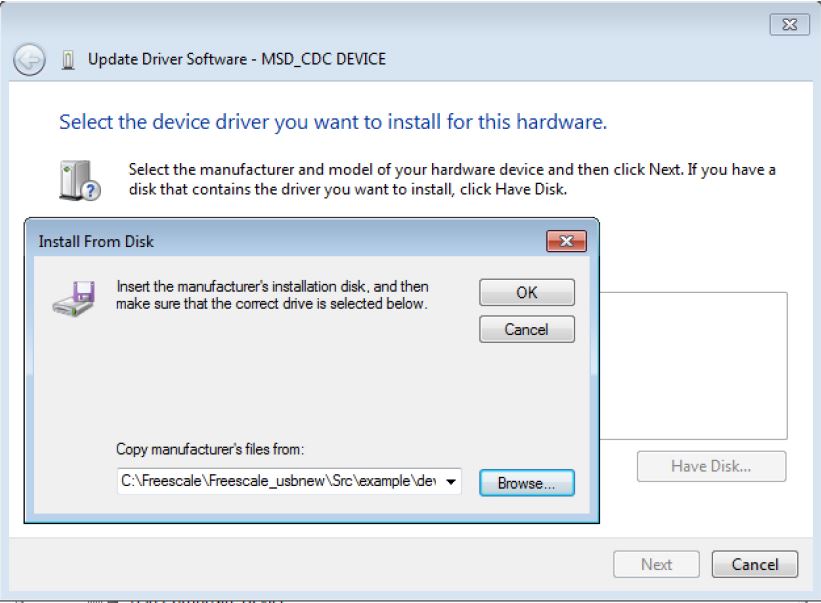 Update Driver Software - MSD_CDC DEVICE
Select the device driver you want to install for this hardware.
Select the manufacturer and model of your hardware device and then click Next. If you have a
disk that contains the driver you want to install, click Have Disk.
Install From Disk
Insert the manufacturer's installation disk, and then
make sure that the correct drive is selected below.
OK
Cancel
Copy manufacturer's files from:
C:\Freescale\Freescale_usbnew\Src\example\de
Browse...
Have Disk...
Next
Cancel